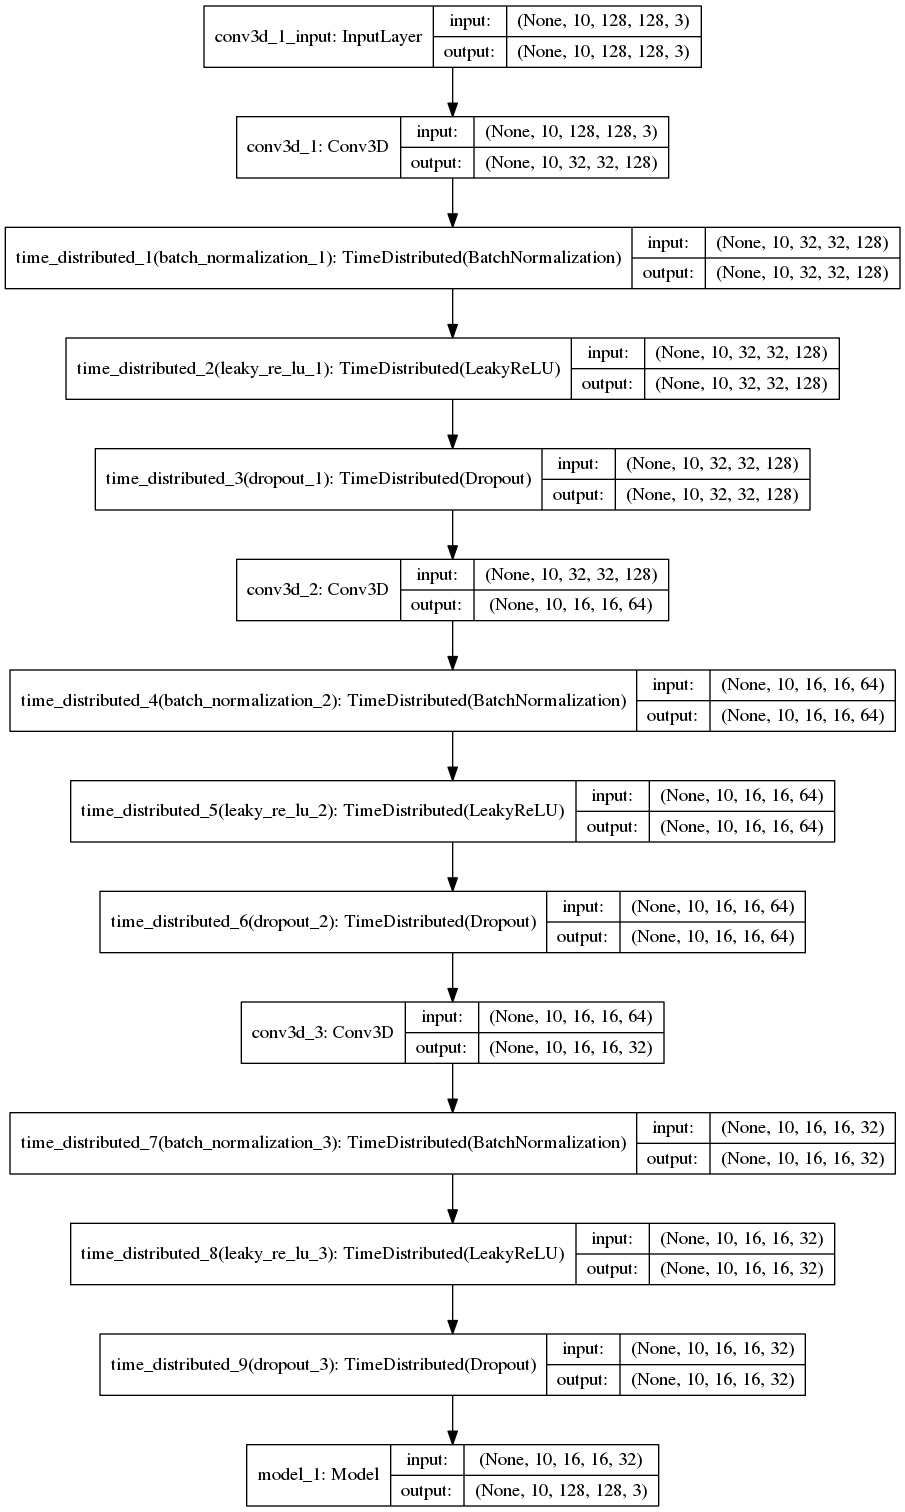 conv3d_1_input: InputLayer
input: (None, 10, 128, 128, 3)
output: (None, 10, 128, 128, 3)
conv3d_1: Conv3D
input: (None, 10, 128, 128, 3)
output: (None, 10, 32, 32, 128)
time_distributed_1(batch_normalization_1): TimeDistributed(BatchNormalization)
input: (None, 10, 32, 32, 128)
output: (None, 10, 32, 32, 128)
time_distributed_2(leaky_re_lu_1): TimeDistributed(LeakyReLU)
input: (None, 10, 32, 32, 128)
output: (None, 10, 32, 32, 128)
time_distributed_3(dropout_1): TimeDistributed(Dropout)
input: (None, 10, 32, 32, 128)
output: (None, 10, 32, 32, 128)
conv3d_2: Conv3D
input: (None, 10, 32, 32, 128)
output: (None, 10, 16, 16, 64)
time_distributed_4(batch_normalization_2): TimeDistributed(BatchNormalization)
input: (None, 10, 16, 16, 64)
output: (None, 10, 16, 16, 64)
time_distributed_5(leaky_re_lu_2): TimeDistributed(LeakyReLU)
input: (None, 10, 16, 16, 64)
output: (None, 10, 16, 16, 64)
time_distributed_6(dropout_2): TimeDistributed(Dropout)
input: (None, 10, 16, 16, 64)
output: (None, 10, 16, 16, 64)
conv3d_3: Conv3D
input: (None, 10, 16, 16, 64)
output: (None, 10, 16, 16, 32)
time_distributed_7(batch_normalization_3): TimeDistributed(BatchNormalization)
input: (None, 10, 16, 16, 32)
output: (None, 10, 16, 16, 32)
time_distributed_8(leaky_re_lu_3): TimeDistributed(LeakyReLU)
input: (None, 10, 16, 16, 32)
output: (None, 10, 16, 16, 32)
time_distributed_9(dropout_3): TimeDistributed(Dropout)
input: (None, 10, 16, 16, 32)
output: (None, 10, 16, 16, 32)
model_1: Model
input: (None, 10, 16, 16, 32)
output: (None, 10, 128, 128, 3)